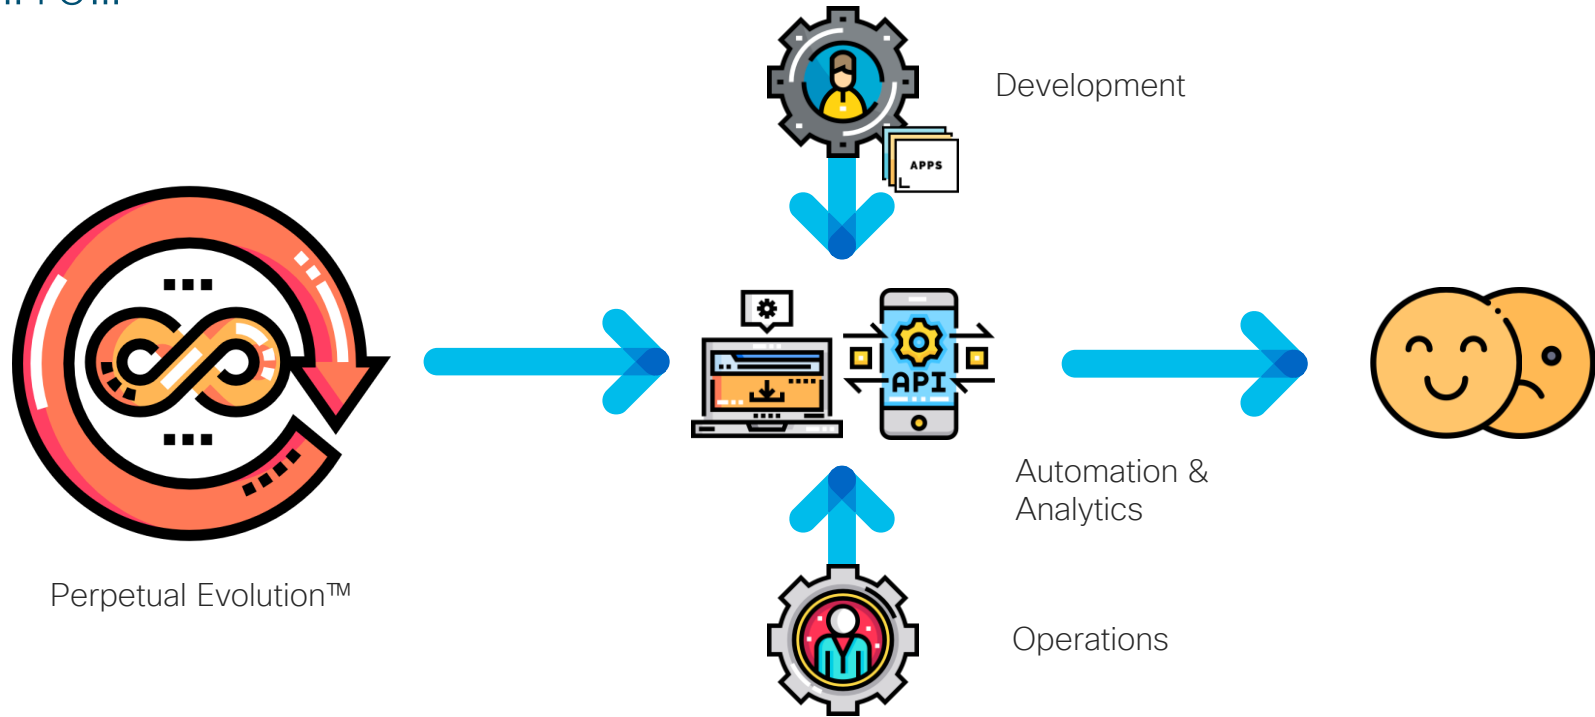 Development
APPS
API
Automation &
Analytics
Perpetual Evolution™
Operations